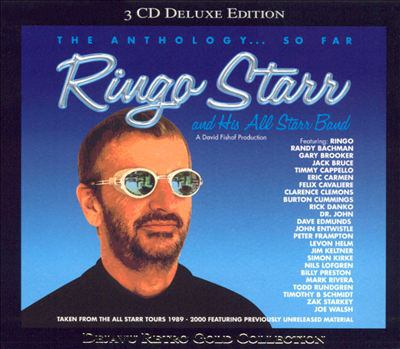 3 CD DELUXE EDITION
THE ANTHOLOGY... SO FAR
Ringo Starr
and His All Starr Band
A David Fishof Production
Featuring: RINGO
RANDY BACHMAN
GARY BROOKER
JACK BRUCE
TIMMY CAPPELLO
ERIC CARMEN
FELIX CAVALIERE
CLARENCE CLEMONS
BURTON CUMMINGS
RICK DANKO
DR. JOHN
DAVE EDMUNDS
JOHN ENTWISTLE
PETER FRAMPTON
LEVON HELM
JIM KELTNER
SIMON KIRKE
NILS LOFGREN
BILLY PRESTON
MARK RIVERA
TODD RUNDGREN
TIMOTHY B SCHMIDT
ZAK STARKEY
JOE WALSH
TAKEN FROM THE ALL STARR TOURS 1989 - 2000 FEATURING PREVIOUSLY UNRELEASED MATERIAL
DEJAVU RETRO GOLD COLLECTION